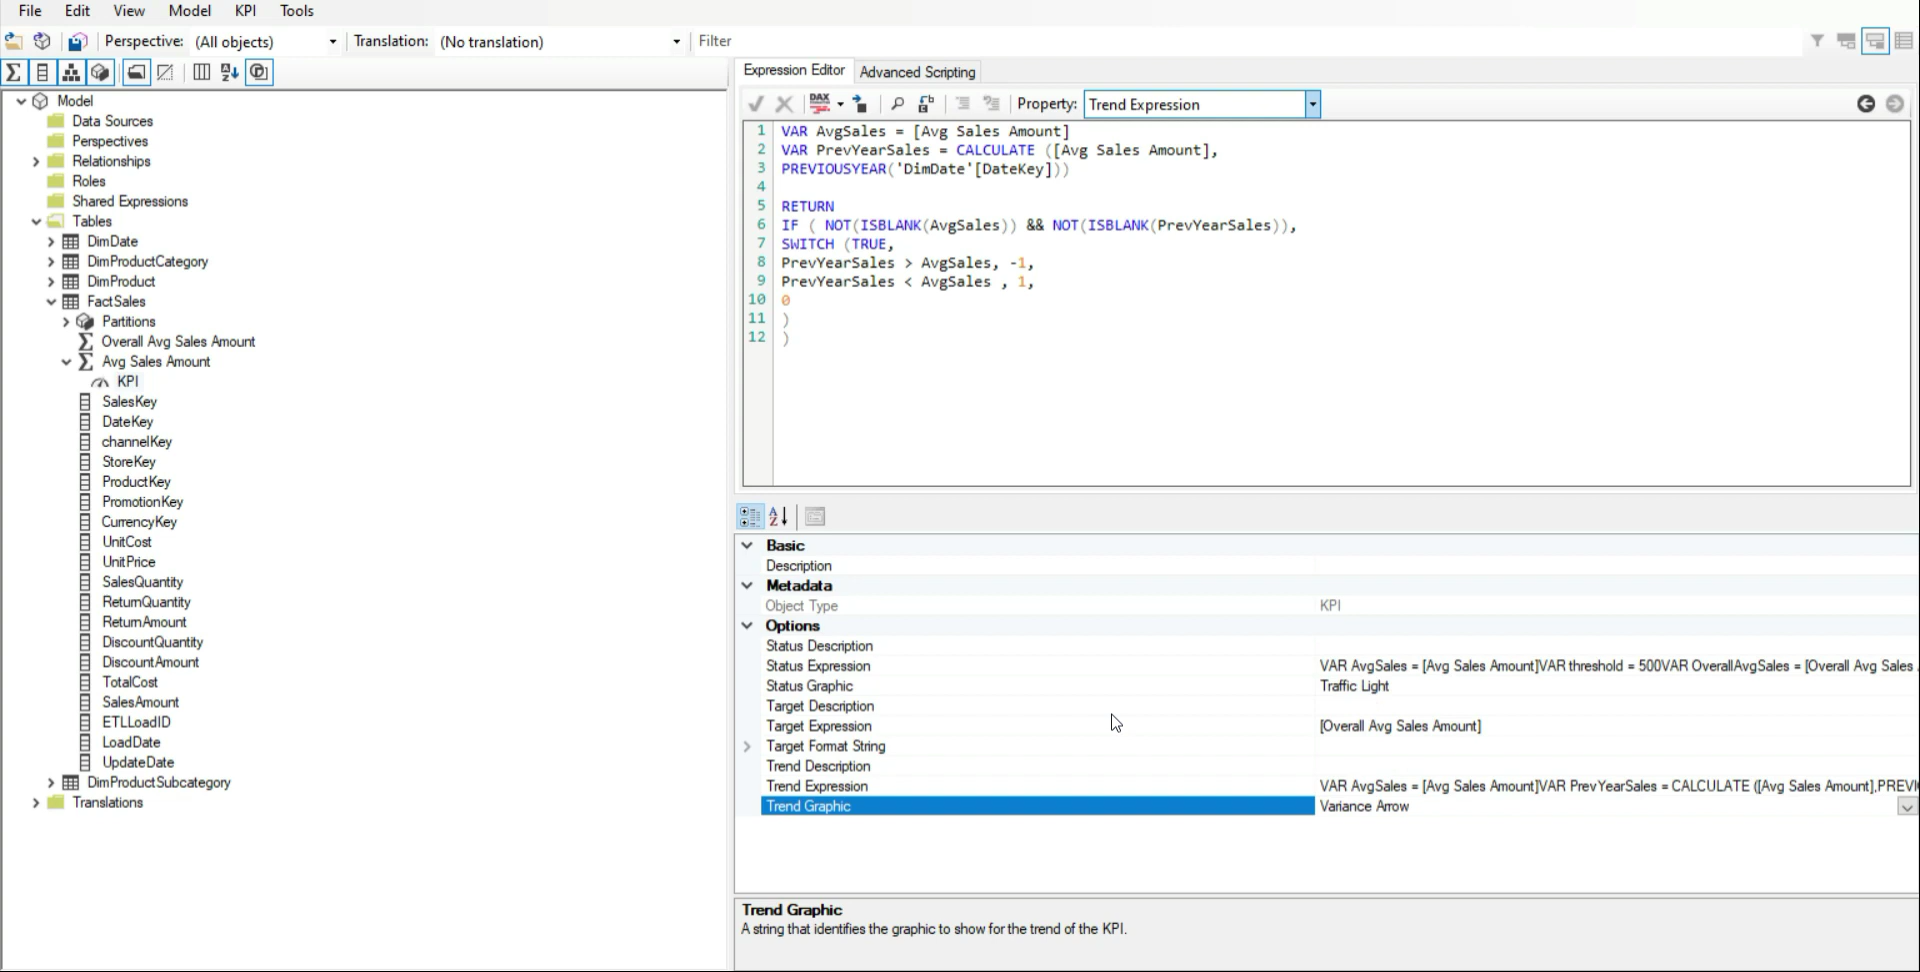 File Edit View Model KPI Tools
Perspective: (All objects) Translation: (No translation) Filter
Expression Editor Advanced Scripting
Model
Data Sources
Perspectives
Relationships
Roles
Shared Expressions
Tables
DimDate
DimProductCategory
DimProduct
FactSales
Partitions
Overall Avg Sales Amount
Avg Sales Amount
KPI
SalesKey
DateKey
channelKey
StoreKey
ProductKey
PromotionKey
CurrencyKey
UnitCost
UnitPrice
SalesQuantity
ReturnQuantity
ReturnAmount
DiscountQuantity
DiscountAmount
TotalCost
SalesAmount
ETLLoadID
LoadDate
UpdateDate
DimProductSubcategory
Translations
DAX Property: Trend Expression
1 VAR AvgSales = [Avg Sales Amount]
2 VAR PrevYearSales = CALCULATE ([Avg Sales Amount],
3 PREVIOUSYEAR('DimDate'[DateKey]))
4
5 RETURN
6 IF ( NOT(ISBLANK(AvgSales)) && NOT(ISBLANK(PrevYearSales)),
7 SWITCH (TRUE,
8 PrevYearSales > AvgSales, -1,
9 PrevYearSales < AvgSales , 1,
10 0
11 )
12 )
Basic
Description
Metadata
Object Type KPI
Options
Status Description
Status Expression VAR AvgSales = [Avg Sales Amount]VAR threshold = 500VAR OverallAvgSales = [Overall Avg Sales
Status Graphic Traffic Light
Target Description
Target Expression [Overall Avg Sales Amount]
Target Format String
Trend Description
Trend Expression VAR AvgSales = [Avg Sales Amount]VAR PrevYearSales = CALCULATE ([Avg Sales Amount],PREVI
Trend Graphic Variance Arrow
Trend Graphic
A string that identifies the graphic to show for the trend of the KPI.